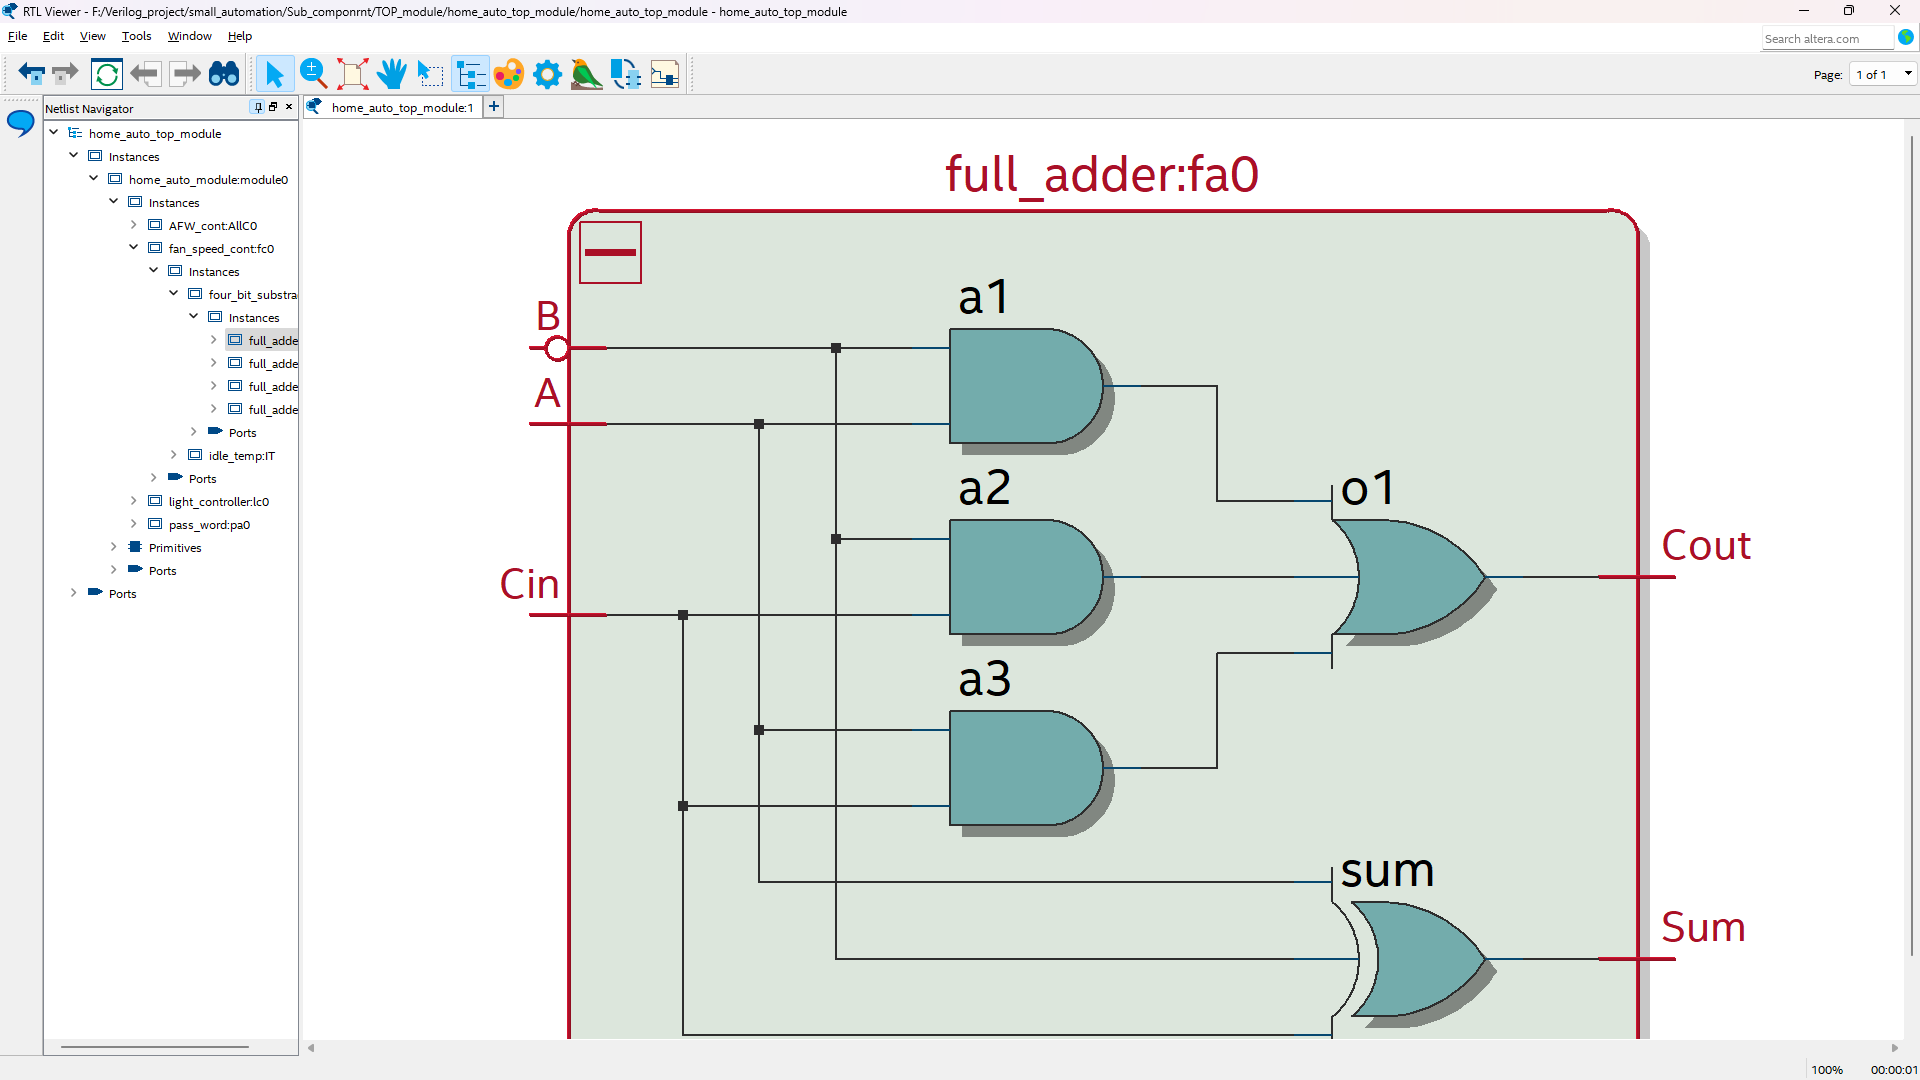 RTL Viewer - F:/Verilog_project/small_automation/Sub_componrnt/TOP_module/home_auto_top_module/home_auto_top_module - home_auto_top_module
File Edit View Tools Window Help
Search altera.com
Page: 1 of 1
Netlist Navigator
home_auto_top_module:1
home_auto_top_module
Instances
home_auto_module:module0
Instances
AFW_cont:AllC0
fan_speed_cont:fc0
Instances
four_bit_substra
Instances
full_adde
full_adde
full_adde
full_adde
Ports
idle_temp:IT
Ports
light_controller:lc0
pass_word:pa0
Primitives
Ports
Ports
full_adder:fa0
a1
B
A
a2
o1
Cout
Cin
a3
sum
Sum
100% 00:00:01